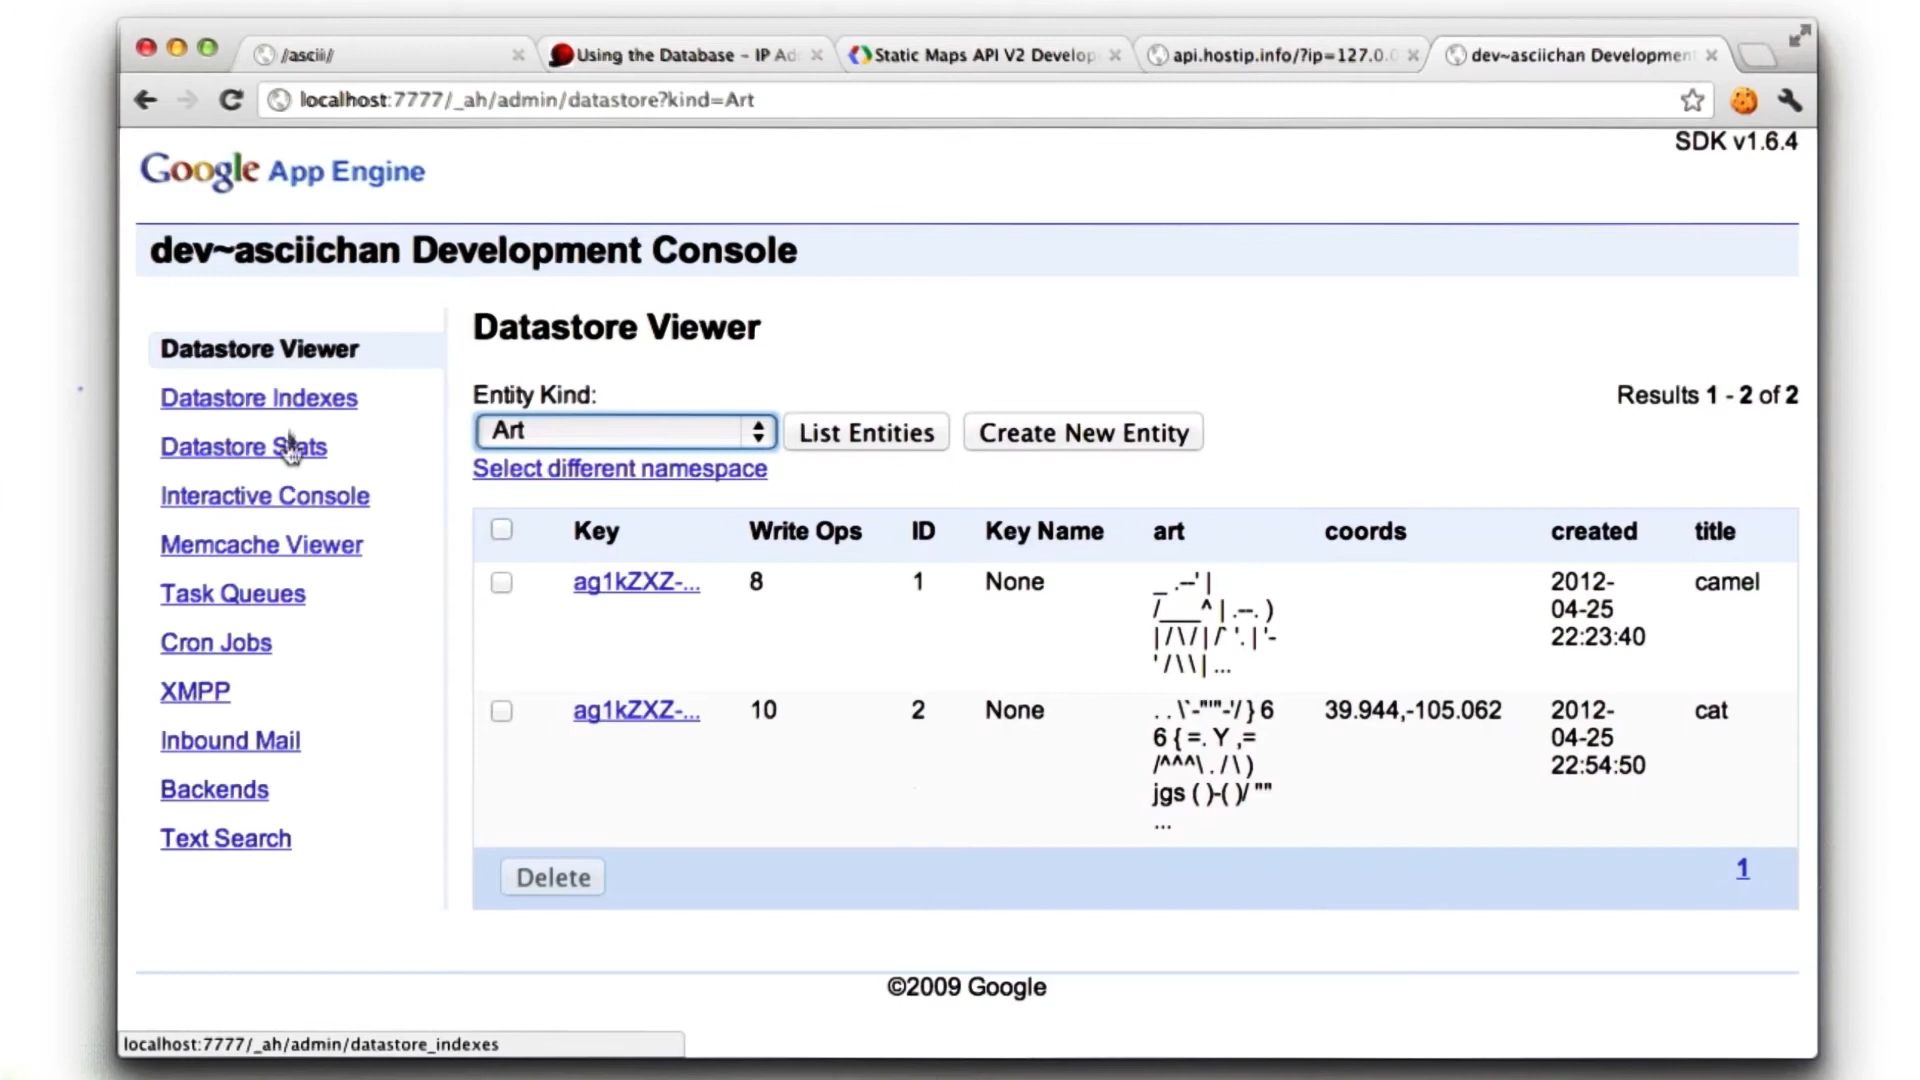 /ascii/
Using the Database - IP Ad
Static Maps API V2 Develop
api.hostip.info/?ip=127.0.0
dev~asciichan Development
localhost:7777/_ah/admin/datastore?kind=Art
SDK v1.6.4
Google App Engine
dev~asciichan Development Console
Datastore Viewer
Datastore Indexes
Datastore Stats
Interactive Console
Memcache Viewer
Task Queues
Cron Jobs
XMPP
Inbound Mail
Backends
Text Search
Datastore Viewer
Entity Kind:
Results 1 - 2 of 2
Art
List Entities
Create New Entity
Select different namespace
Key Write Ops ID Key Name art coords created title
ag1kZXZ-... 8 1 None _ .--' | 2012- camel
/___^ | .--. ) 04-25
| / \ / | /` '. | '- 22:23:40
' / \ \ | ...
ag1kZXZ-... 10 2 None . . \`-"'"-'/ } 6 39.944,-105.062 2012- cat
6 { =. Y ,= 04-25
/^^^\ . / \ ) 22:54:50
jgs ( )-( )/ ""
...
Delete
1
©2009 Google
localhost:7777/_ah/admin/datastore_indexes